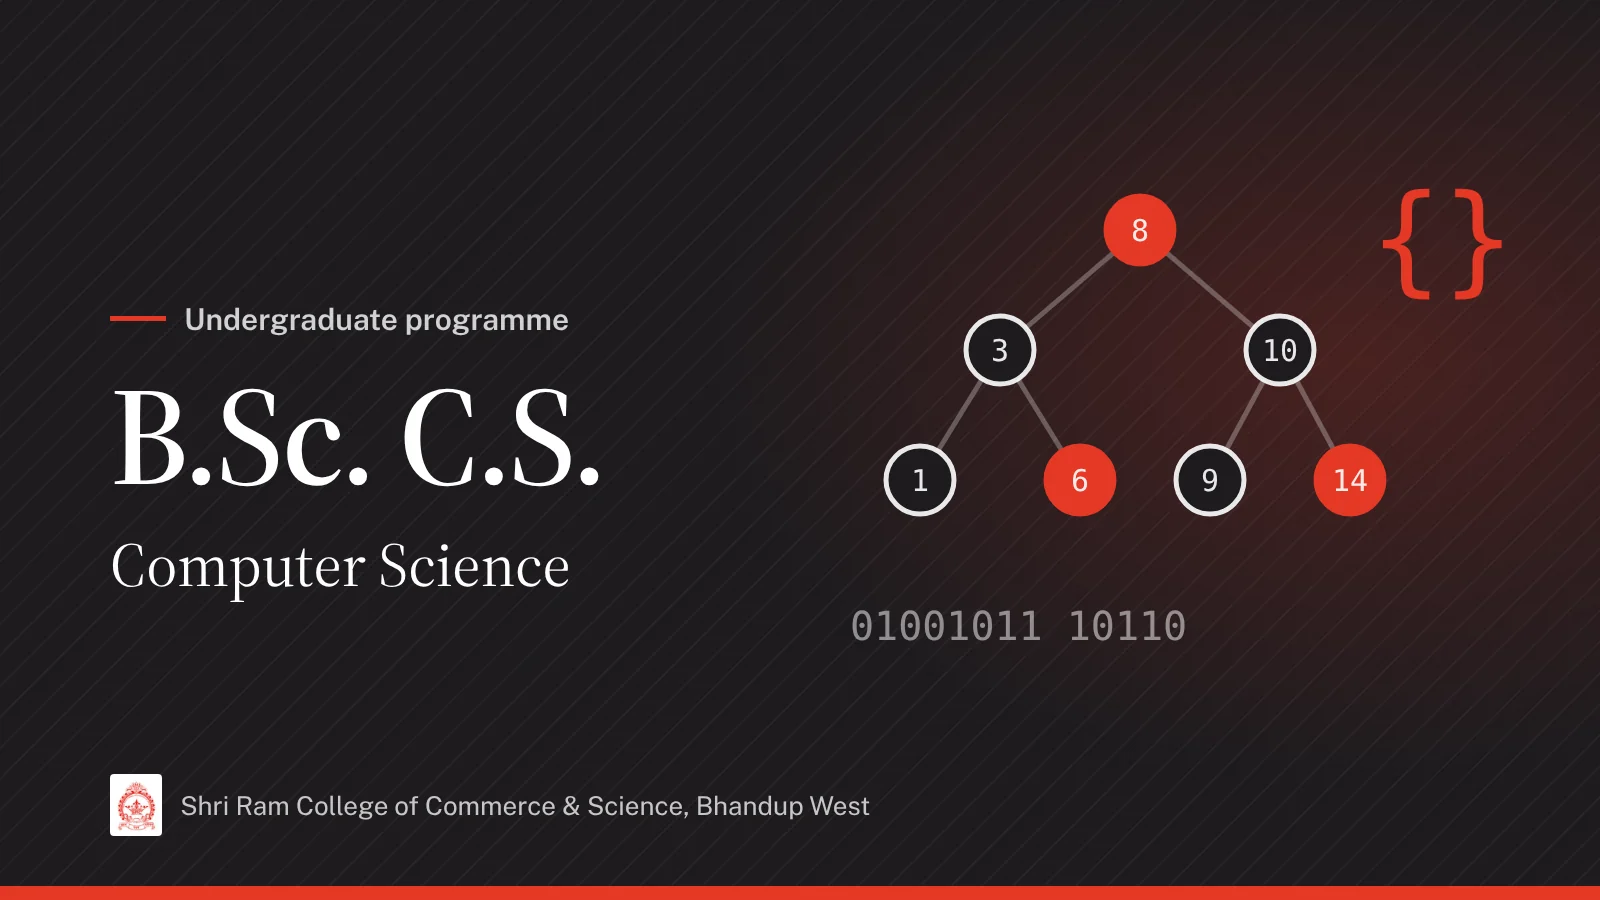 Undergraduate programme
B.Sc. C.S.
Computer Science
8
{}
3
10
1
6
9
14
01001011 10110
Shri Ram College of Commerce & Science, Bhandup West